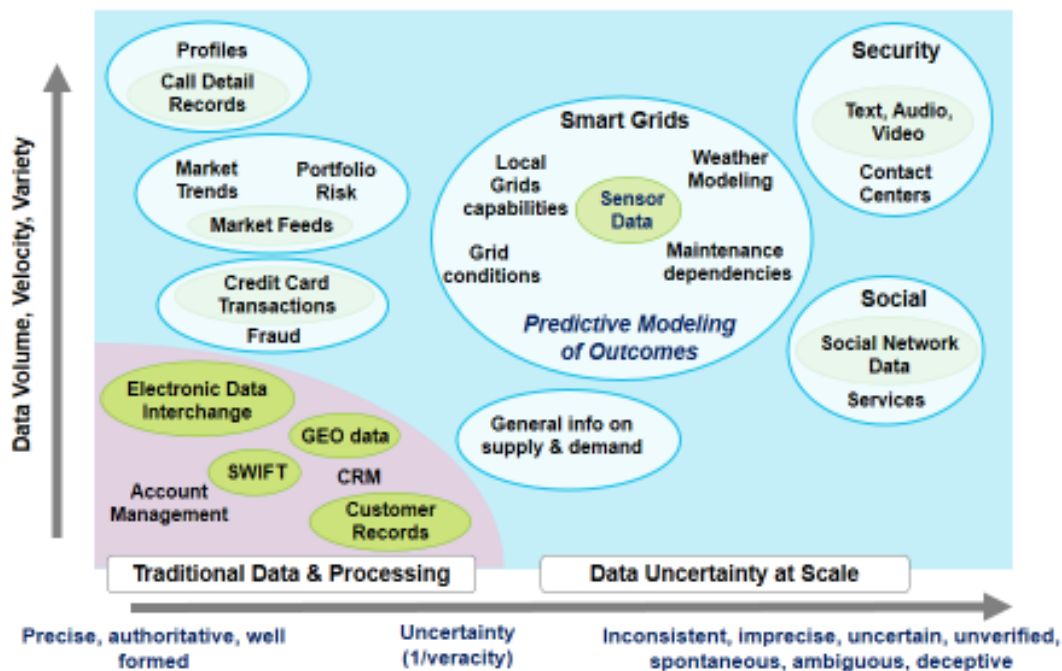 Data Volume, Velocity, Variety
Profiles
Call Detail
Records
Market
Trends
Portfolio
Risk
Market Feeds
Credit Card
Transactions
Fraud
Electronic Data
Interchange
GEO data
SWIFT
CRM
Account
Management
Customer
Records
Smart Grids
Local
Grids
capabilities
Weather
Modeling
Sensor
Data
Grid
conditions
Maintenance
dependencies
Predictive Modeling
of Outcomes
General info on
supply & demand
Security
Text, Audio,
Video
Contact
Centers
Social
Social Network
Data
Services
Traditional Data & Processing
Data Uncertainty at Scale
Precise, authoritative, well
formed
Uncertainty
(1/veracity)
Inconsistent, imprecise, uncertain, unverified,
spontaneous, ambiguous, deceptive